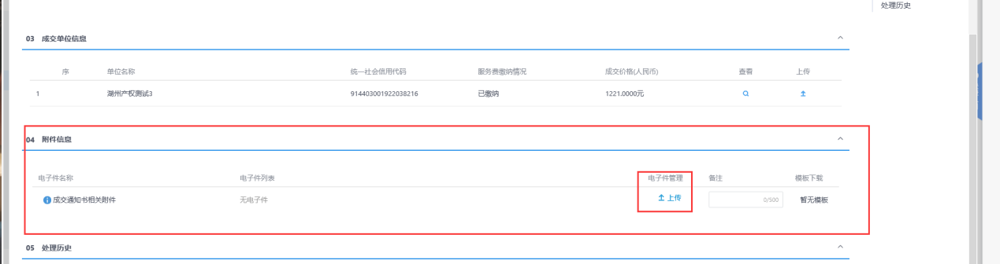 处理历史
03 成交单位信息
序 单位名称 统一社会信用代码 服务费缴纳情况 成交价格(人民币) 查看 上传
1 湖州产权测试3 914403001922038216 已缴纳 1221.0000元
04 附件信息
电子件名称 电子件列表 电子件管理 备注 模板下载
成交通知书相关附件 无电子件 上传 0/500 暂无模板
05 处理历史